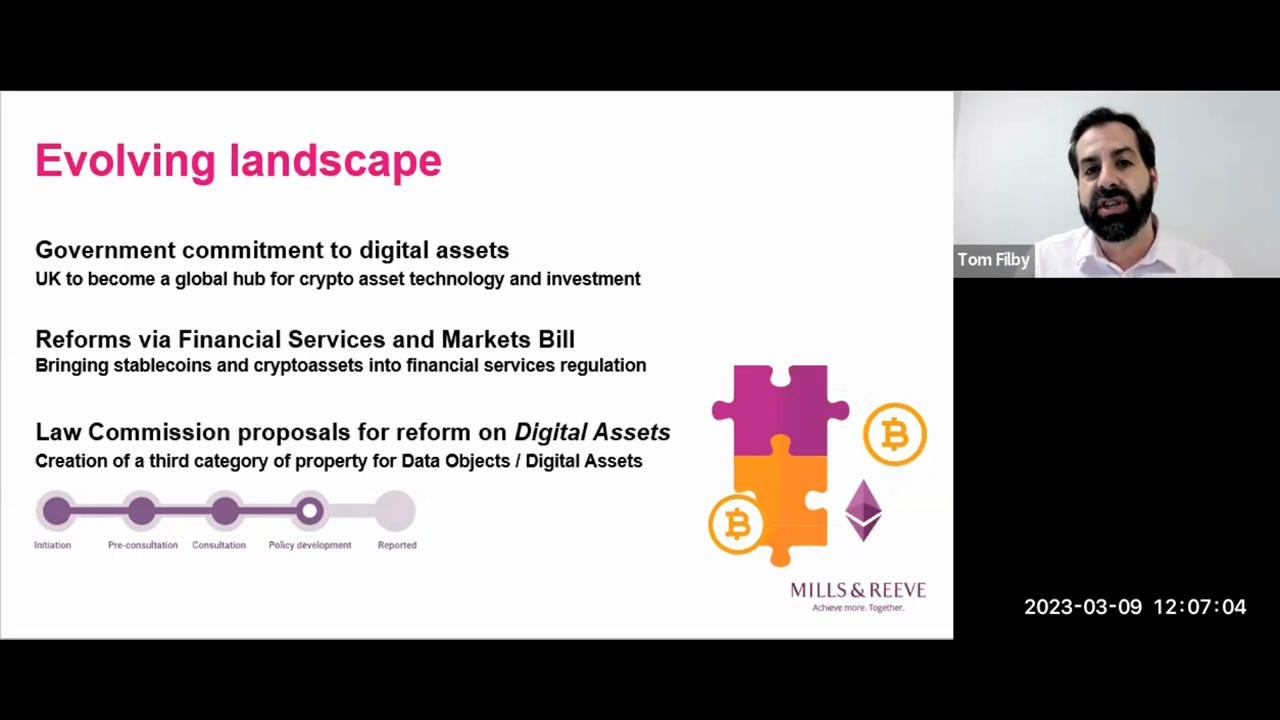 Evolving landscape
Government commitment to digital assets
UK to become a global hub for crypto asset technology and investment
Reforms via Financial Services and Markets Bill
Bringing stablecoins and cryptoassets into financial services regulation
Law Commission proposals for reform on Digital Assets
Creation of a third category of property for Data Objects / Digital Assets
Initiation Pre-consultation Consultation Policy development Reported
MILLS & REEVE
Achieve more. Together.
Tom Filby
2023-03-09 12:07:04